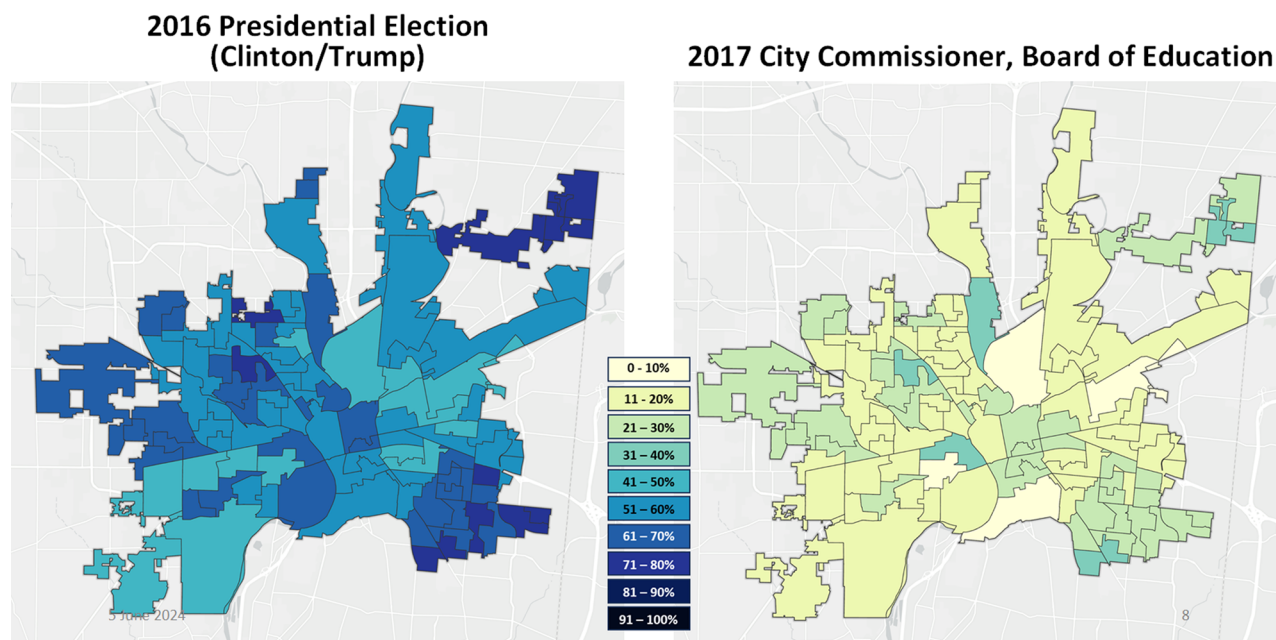 2016 Presidential Election
(Clinton/Trump)
2017 City Commissioner, Board of Education
0 - 10%
11 - 20%
21 – 30%
31 – 40%
41 – 50%
51 – 60%
61 – 70%
71 – 80%
81 – 90%
91 – 100%
5 June 2024
8